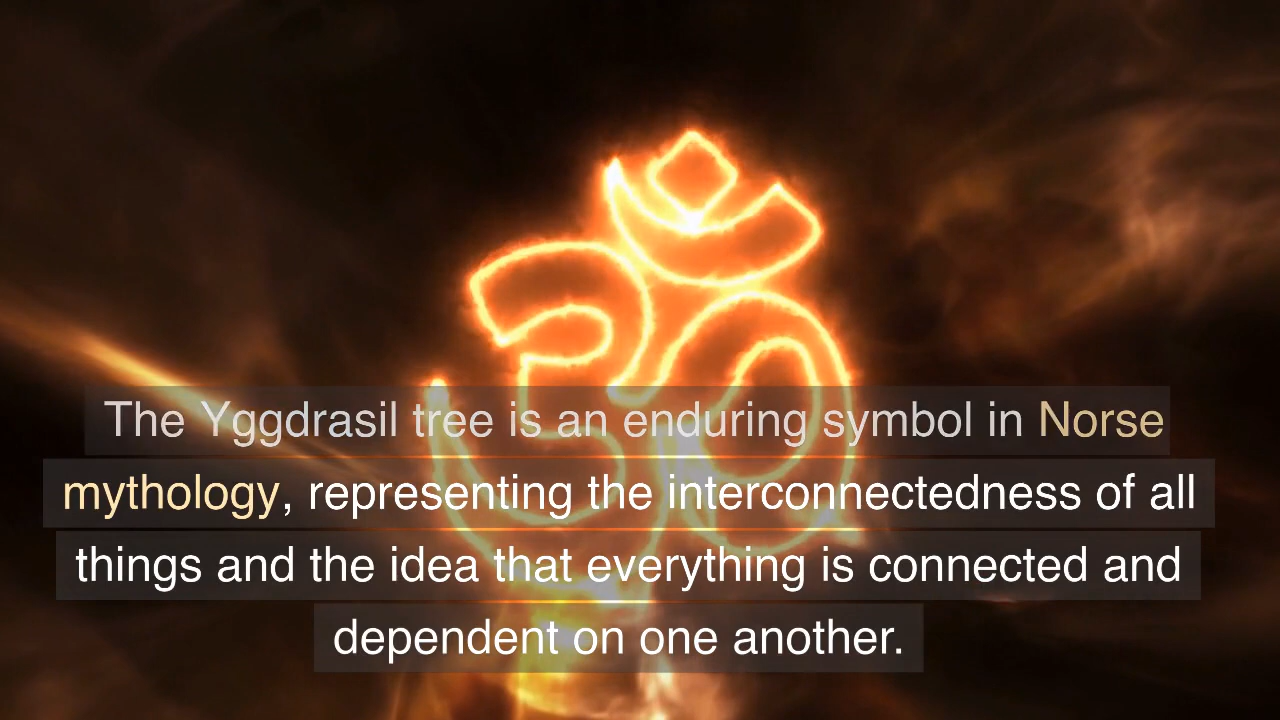 The Yggdrasil tree is an enduring symbol in Norse
mythology, representing the interconnectedness of all
things and the idea that everything is connected and
dependent on one another.